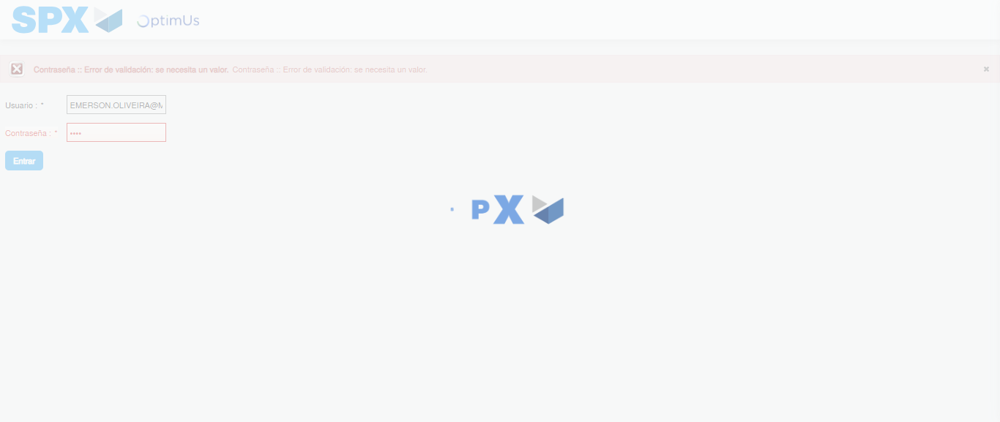 SPX OptimUs
Contraseña :: Error de validación: se necesita un valor. Contraseña :: Error de validación: se necesita un valor.
Usuario : * EMERSON.OLIVEIRA@M
Contraseña : * ••••
Entrar
PX